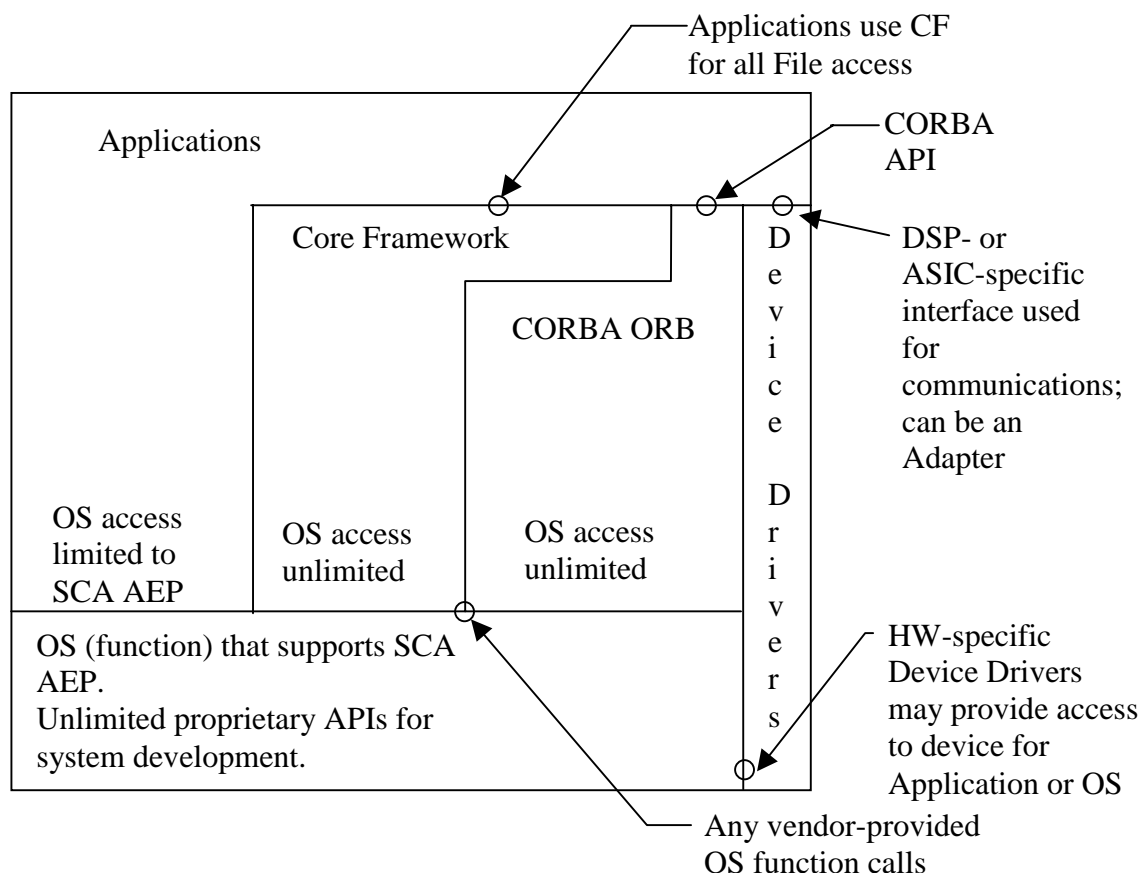 Applications use CF
for all File access
Applications
CORBA
API
Core Framework
DSP- or
ASIC-specific
interface used
for
communications;
can be an
Adapter
CORBA ORB
Device Drivers
OS access
limited to
SCA AEP
OS access
unlimited
OS access
unlimited
OS (function) that supports SCA
AEP.
Unlimited proprietary APIs for
system development.
HW-specific
Device Drivers
may provide access
to device for
Application or OS
Any vendor-provided
OS function calls